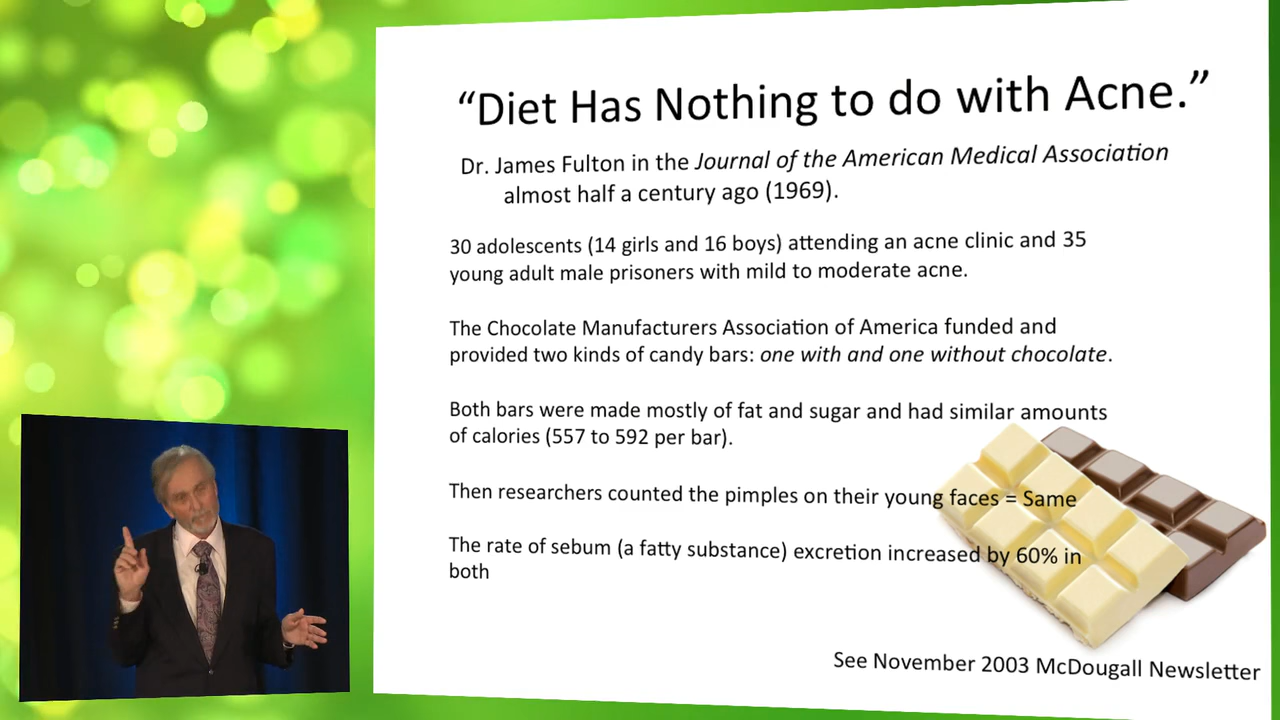 “Diet Has Nothing to do with Acne.”
Dr. James Fulton in the Journal of the American Medical Association
almost half a century ago (1969).
30 adolescents (14 girls and 16 boys) attending an acne clinic and 35
young adult male prisoners with mild to moderate acne.
The Chocolate Manufacturers Association of America funded and
provided two kinds of candy bars: one with and one without chocolate.
Both bars were made mostly of fat and sugar and had similar amounts
of calories (557 to 592 per bar).
Then researchers counted the pimples on their young faces = Same
The rate of sebum (a fatty substance) excretion increased by 60% in
both
See November 2003 McDougall Newsletter